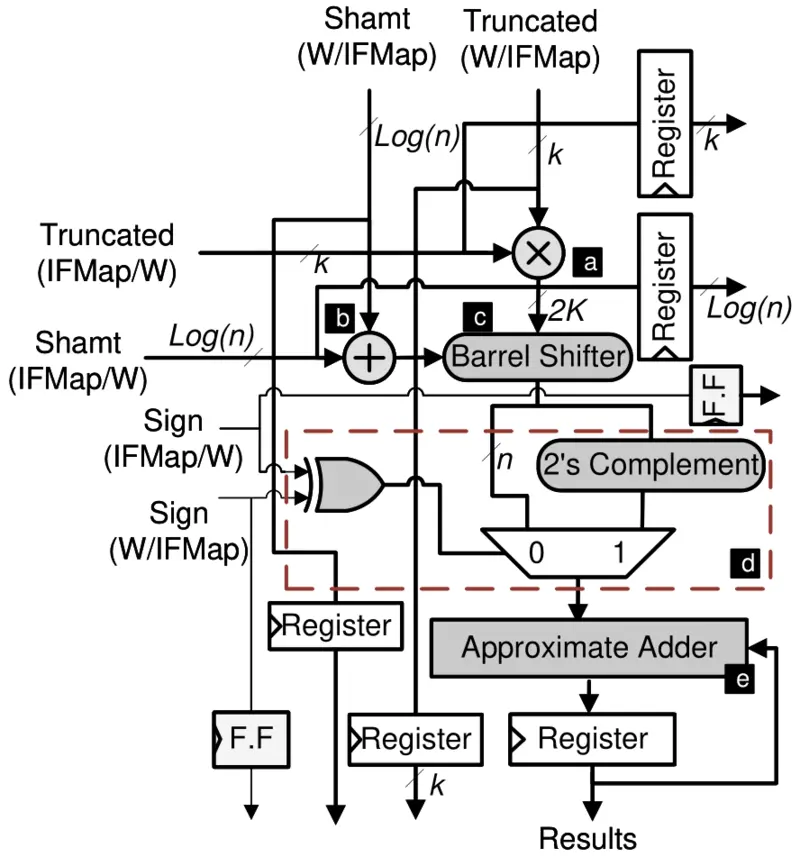 Shamt
(W/IFMap)
Truncated
(W/IFMap)
Register
Log(n)
k
k
Truncated
(IFMap/W)
k
a
Register
2K
Log(n)
b
c
Log(n)
Shamt
(IFMap/W)
+
Barrel Shifter
F.F
Sign
(IFMap/W)
n
2's Complement
Sign
(W/IFMap)
0
1
d
Register
Approximate Adder
e
F.F
Register
Register
k
Results